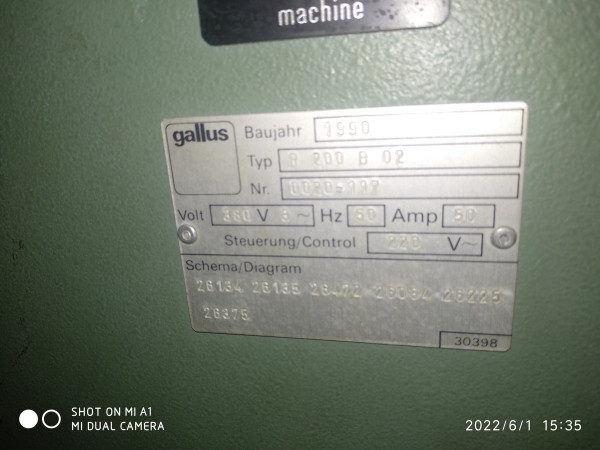 machine
gallus
Baujahr 1990
Typ R 200 B 02
Nr.
Volt 380 V 3~ Hz 50 Amp 50
Steuerung/Control 220 V~
Schema/Diagram
26134 26135 26472 26084 26225
26375
30398
SHOT ON MI A1
MI DUAL CAMERA
2022/6/1 15:35